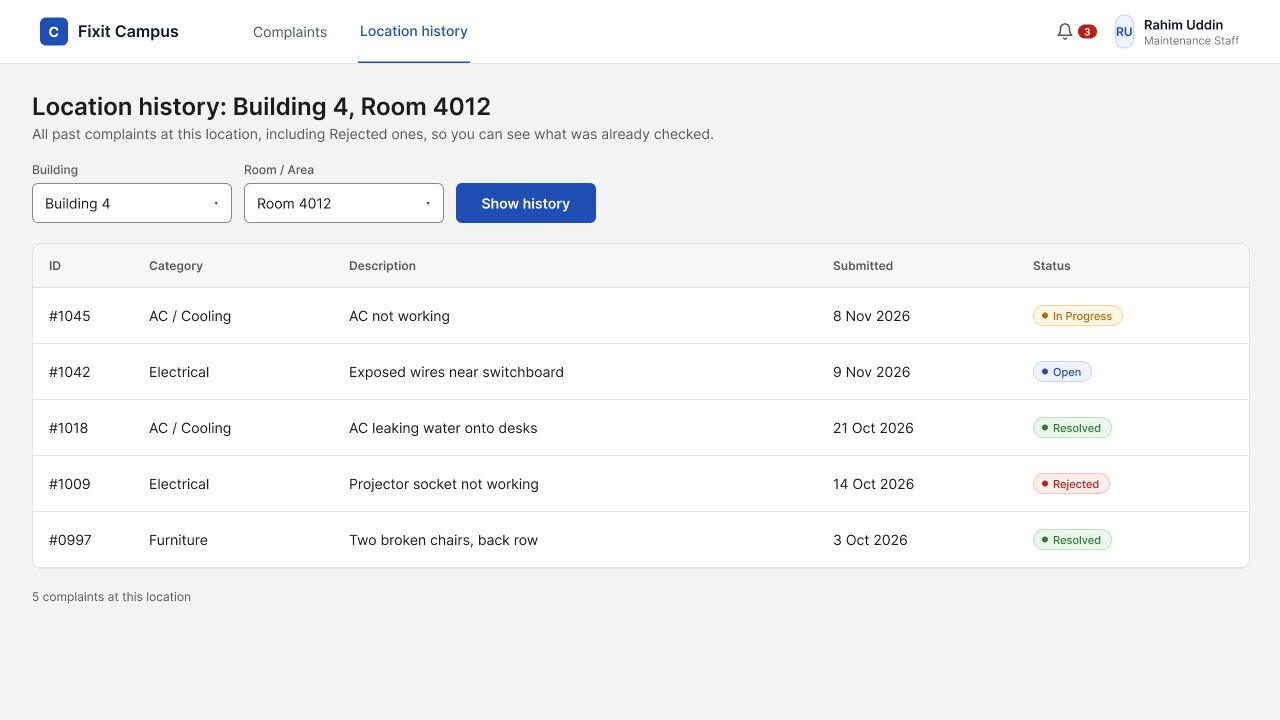 C Fixit Campus Complaints Location history 3 RU Rahim Uddin
Maintenance Staff
Location history: Building 4, Room 4012
All past complaints at this location, including Rejected ones, so you can see what was already checked.
Building Room / Area
Building 4 Room 4012 Show history
ID Category Description Submitted Status
#1045 AC / Cooling AC not working 8 Nov 2026 In Progress
#1042 Electrical Exposed wires near switchboard 9 Nov 2026 Open
#1018 AC / Cooling AC leaking water onto desks 21 Oct 2026 Resolved
#1009 Electrical Projector socket not working 14 Oct 2026 Rejected
#0997 Furniture Two broken chairs, back row 3 Oct 2026 Resolved
5 complaints at this location